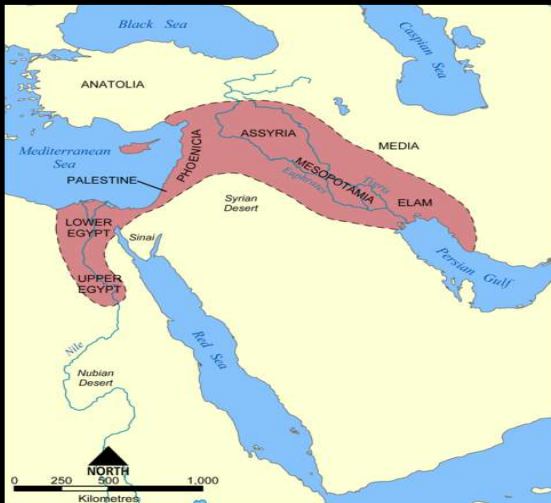 Black Sea
Caspian Sea
ANATOLIA
ASSYRIA
MEDIA
Mediterranean
Sea
PHOENICIA
MESOPOTAMIA
Euphrates
Tigris
PALESTINE
Syrian
Desert
ELAM
LOWER
EGYPT
Sinai
Persian Gulf
UPPER
EGYPT
Nile
Red Sea
Nubian
Desert
NORTH
0 250 500 1,000
Kilometres